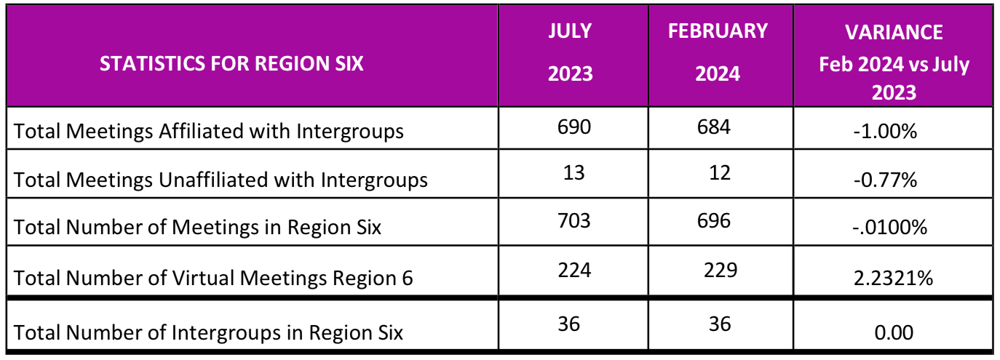 STATISTICS FOR REGION SIX
JULY
2023
FEBRUARY
2024
VARIANCE
Feb 2024 vs July
2023
Total Meetings Affiliated with Intergroups 690 684 -1.00%
Total Meetings Unaffiliated with Intergroups 13 12 -0.77%
Total Number of Meetings in Region Six 703 696 -.0100%
Total Number of Virtual Meetings Region 6 224 229 2.2321%
Total Number of Intergroups in Region Six 36 36 0.00